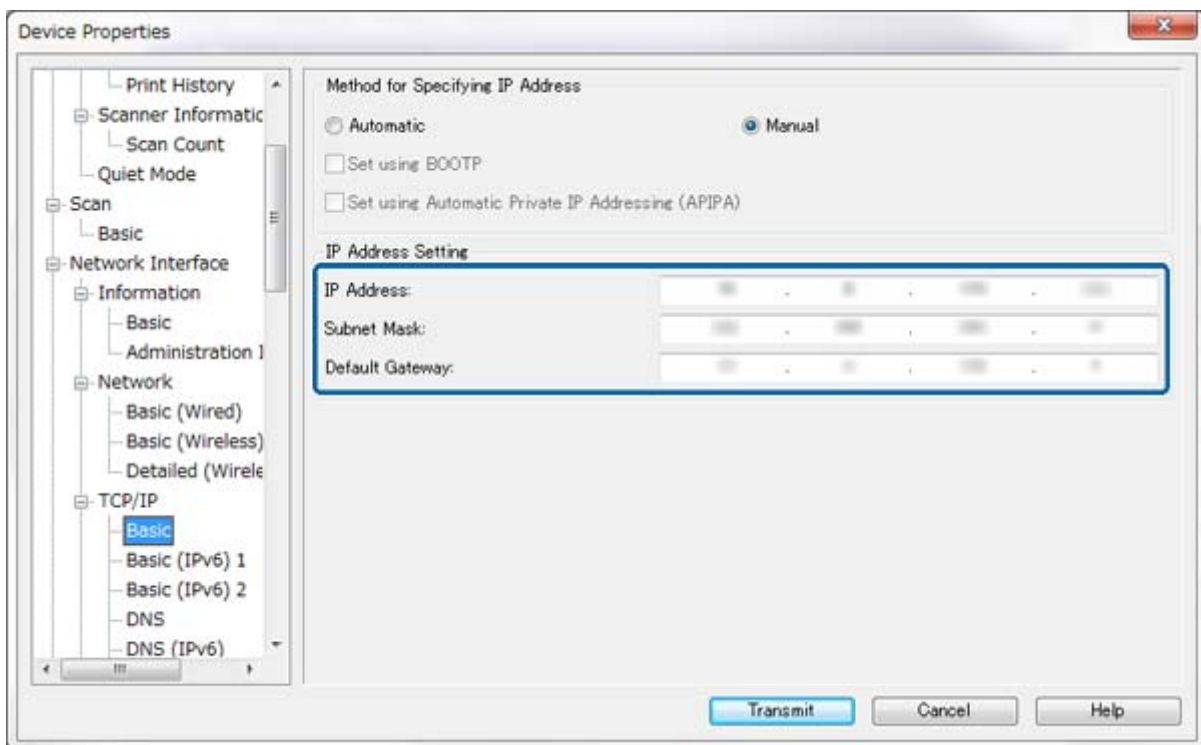 Device Properties
Print History
Scanner Informatic
Scan Count
Quiet Mode
Scan
Basic
Network Interface
Information
Basic
Administration I
Network
Basic (Wired)
Basic (Wireless)
Detailed (Wirele
TCP/IP
Basic
Basic (IPv6) 1
Basic (IPv6) 2
DNS
DNS (IPv6)
Method for Specifying IP Address
Automatic
Manual
Set using BOOTP
Set using Automatic Private IP Addressing (APIPA)
IP Address Setting
IP Address:
Subnet Mask:
Default Gateway:
Transmit
Cancel
Help